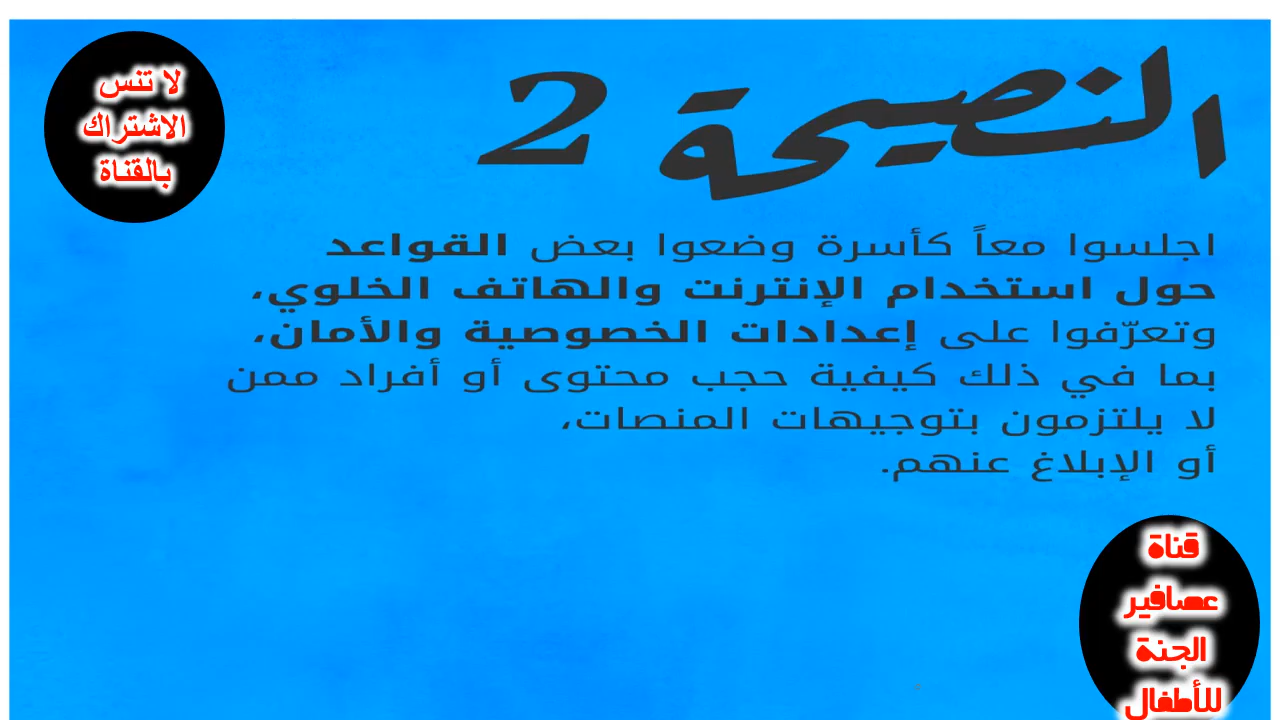 النصيحة 2
لا تنس
الاشتراك
بالقناة
اجلسوا معاً كأسرة وضعوا بعض القواعد
حول استخدام الإنترنت والهاتف الخلوي،
وتعرّفوا على إعدادات الخصوصية والأمان،
بما في ذلك كيفية حجب محتوى أو أفراد ممن
لا يلتزمون بتوجيهات المنصات،
أو الإبلاغ عنهم.
قناة
عصافير
الجنة
للأطفال